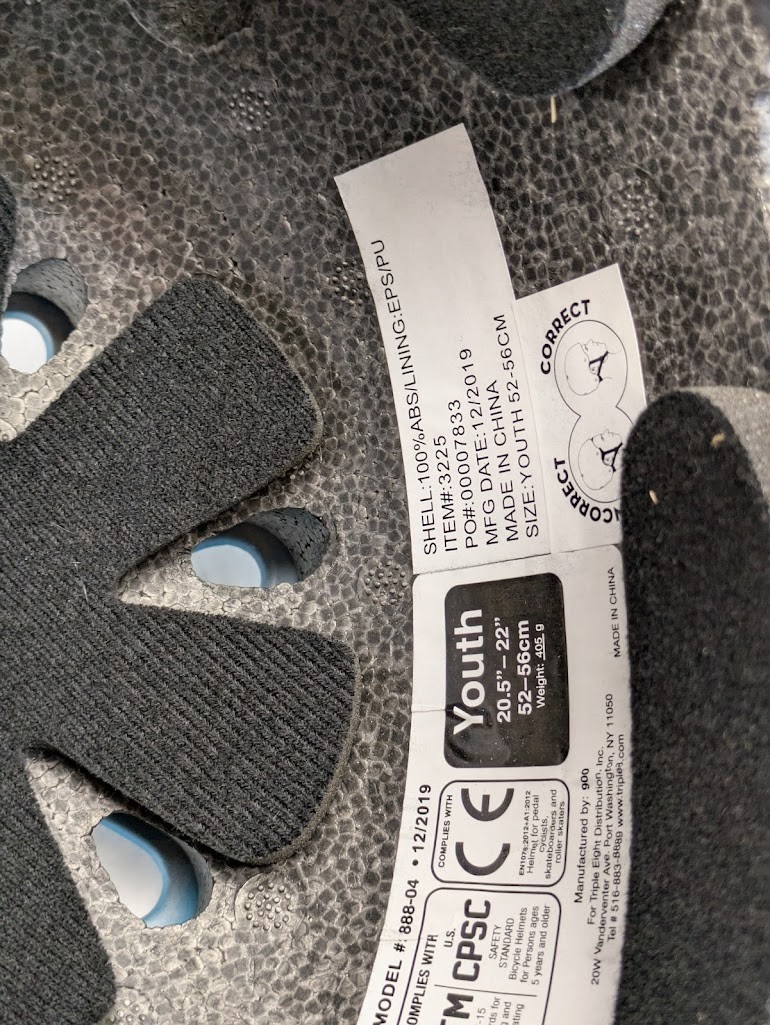 SHELL:100%ABS/LINING:EPS/PU
ITEM#:3225
PO#:00007833
MFG DATE:12/2019
MADE IN CHINA
SIZE:YOUTH 52-56CM
CORRECT
Youth
20.5”– 22”
52–56cm
Weight: 405 g
MODEL #: 888-04 • 12/2019
COMPLIES WITH
CE
EN1078:2012+A1:2012
Helmet for pedal
cyclists,
skateboarders and
roller skaters
U.S.
CPSC
SAFETY
STANDARD
Bicycle Helmets
for Persons ages
5 years and older
Manufactured by: 900
For Triple Eight Distribution, Inc.
20W Vanderventer Ave. Port Washington, NY 11050
Tel # 516-883-8889 www.triple8.com
MADE IN CHINA